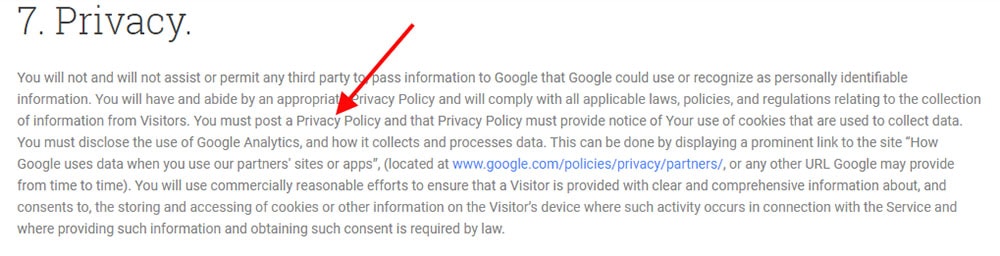 7. Privacy.
You will not and will not assist or permit any third party to, pass information to Google that Google could use or recognize as personally identifiable
information. You will have and abide by an appropriate Privacy Policy and will comply with all applicable laws, policies, and regulations relating to the collection
of information from Visitors. You must post a Privacy Policy and that Privacy Policy must provide notice of Your use of cookies that are used to collect data.
You must disclose the use of Google Analytics, and how it collects and processes data. This can be done by displaying a prominent link to the site “How
Google uses data when you use our partners’ sites or apps”, (located at www.google.com/policies/privacy/partners/, or any other URL Google may provide
from time to time). You will use commercially reasonable efforts to ensure that a Visitor is provided with clear and comprehensive information about, and
consents to, the storing and accessing of cookies or other information on the Visitor’s device where such activity occurs in connection with the Service and
where providing such information and obtaining such consent is required by law.